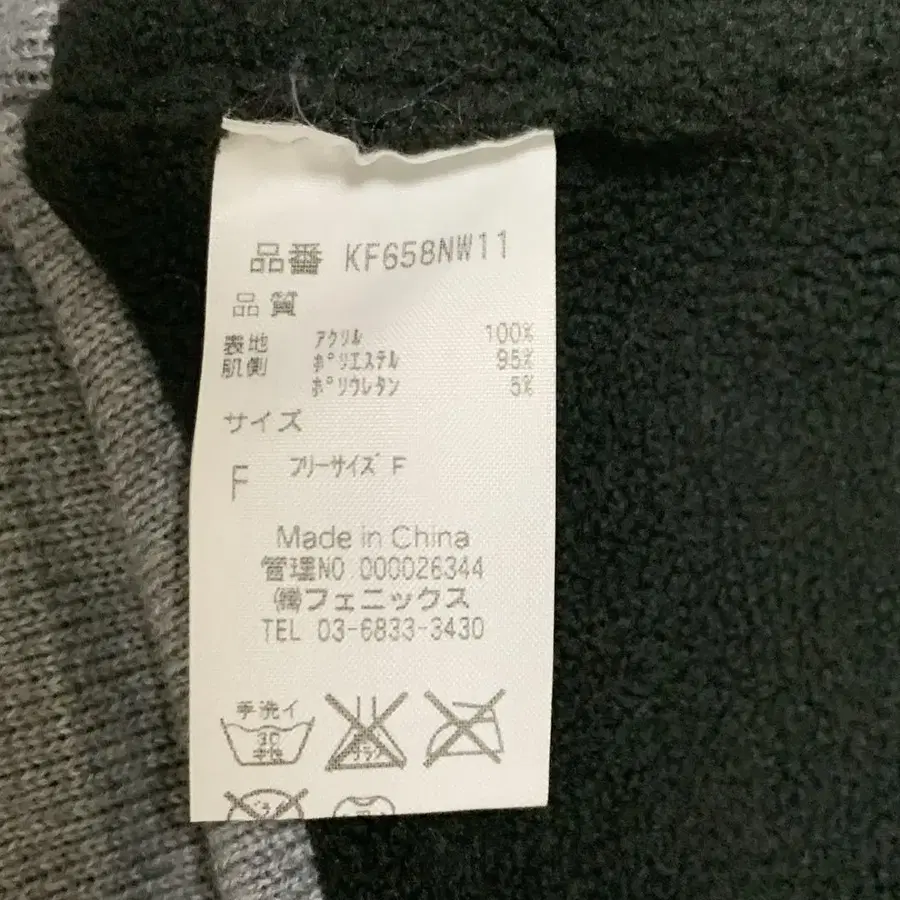 品番 KF658NW11
品質
表地 アクリル 100%
肌側 ポリエステル 95%
ポリウレタン 5%
サイズ
F フリーサイズ F
Made in China
管理NO.000026344
㈱フェニックス
TEL 03-6833-3430
手洗イ
30
中性